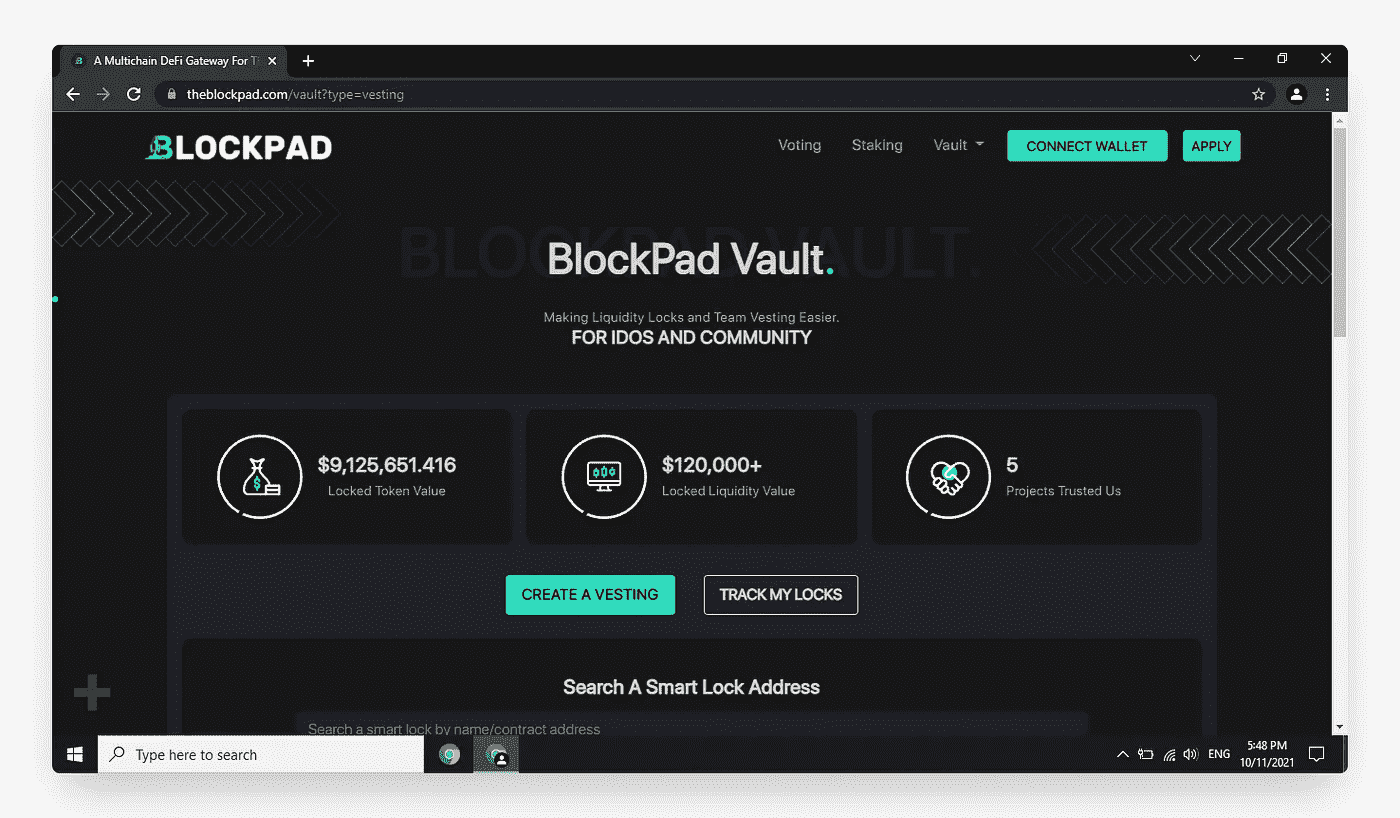 A Multichain DeFi Gateway For T
theblockpad.com/vault?type=vesting
BLOCKPAD
Voting Staking Vault CONNECT WALLET APPLY
BLOCKPAD VAULT.
BlockPad Vault.
Making Liquidity Locks and Team Vesting Easier.
FOR IDOS AND COMMUNITY
$9,125,651.416
Locked Token Value
$120,000+
Locked Liquidity Value
5
Projects Trusted Us
CREATE A VESTING TRACK MY LOCKS
Search A Smart Lock Address
Search a smart lock by name/contract address
Type here to search
ENG
5:48 PM
10/11/2021